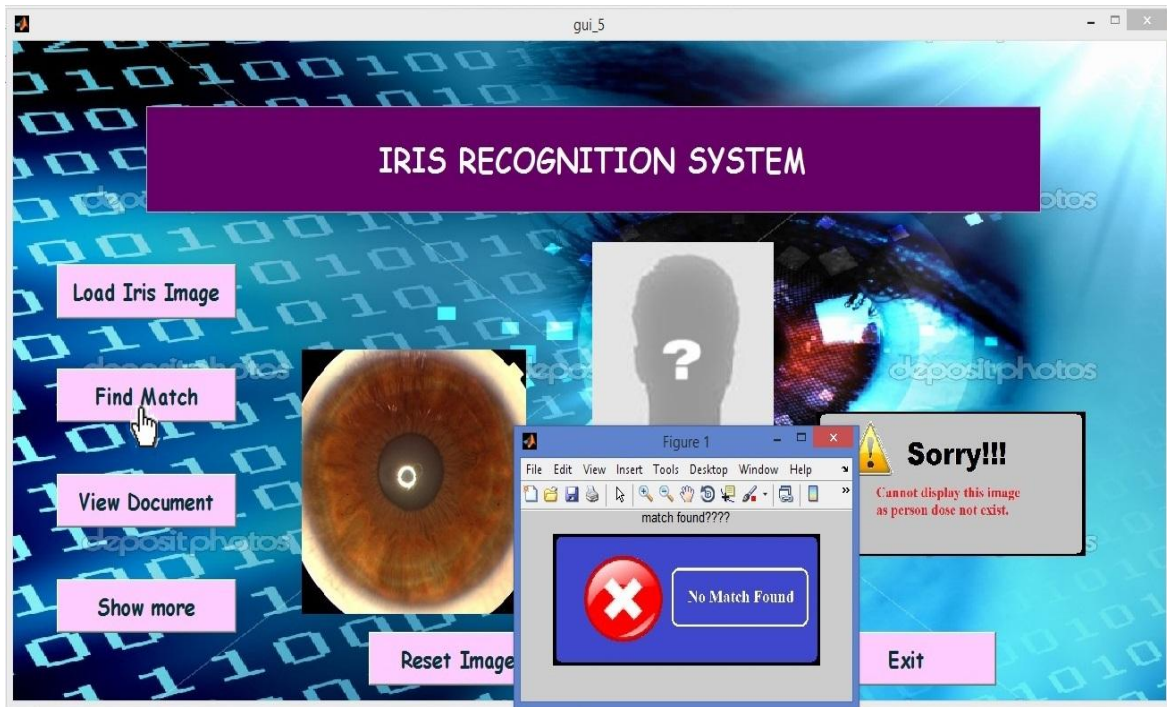 gui_5
IRIS RECOGNITION SYSTEM
depositphotos
Load Iris Image
Find Match
View Document
Show more
?
Sorry!!!
Cannot display this image
as person dose not exist.
Figure 1
File Edit View Insert Tools Desktop Window Help
match found????
No Match Found
Reset Image
Exit